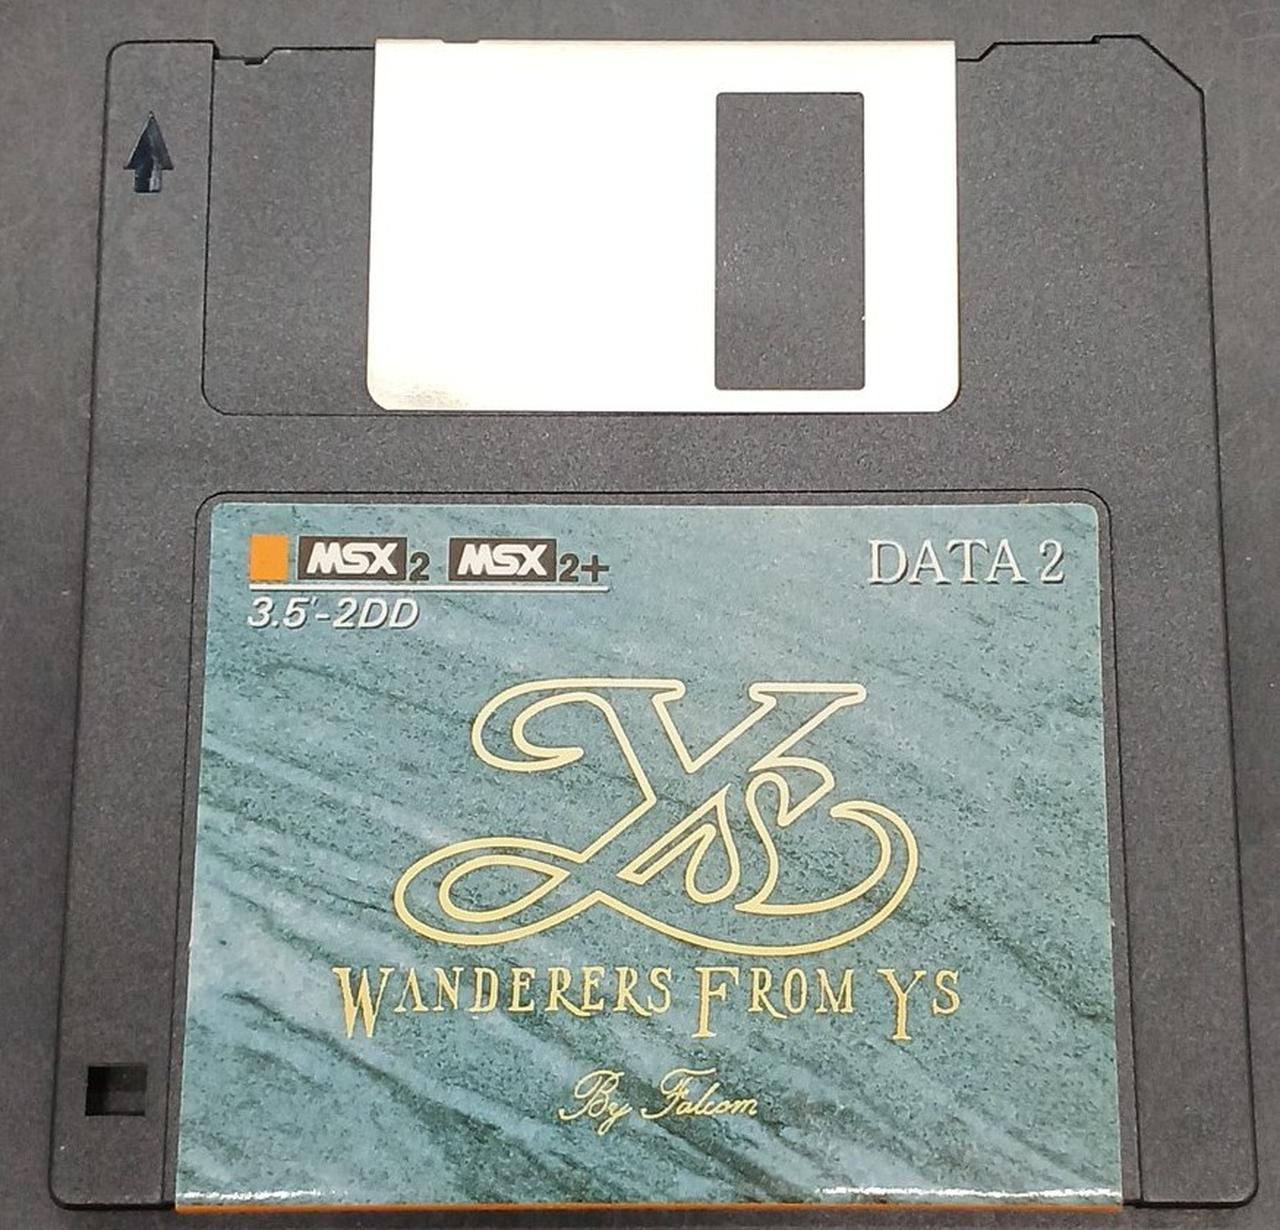 MSX2 MSX2+
DATA 2
3.5"-2DD
Ys
WANDERERS FROM YS
By Falcom